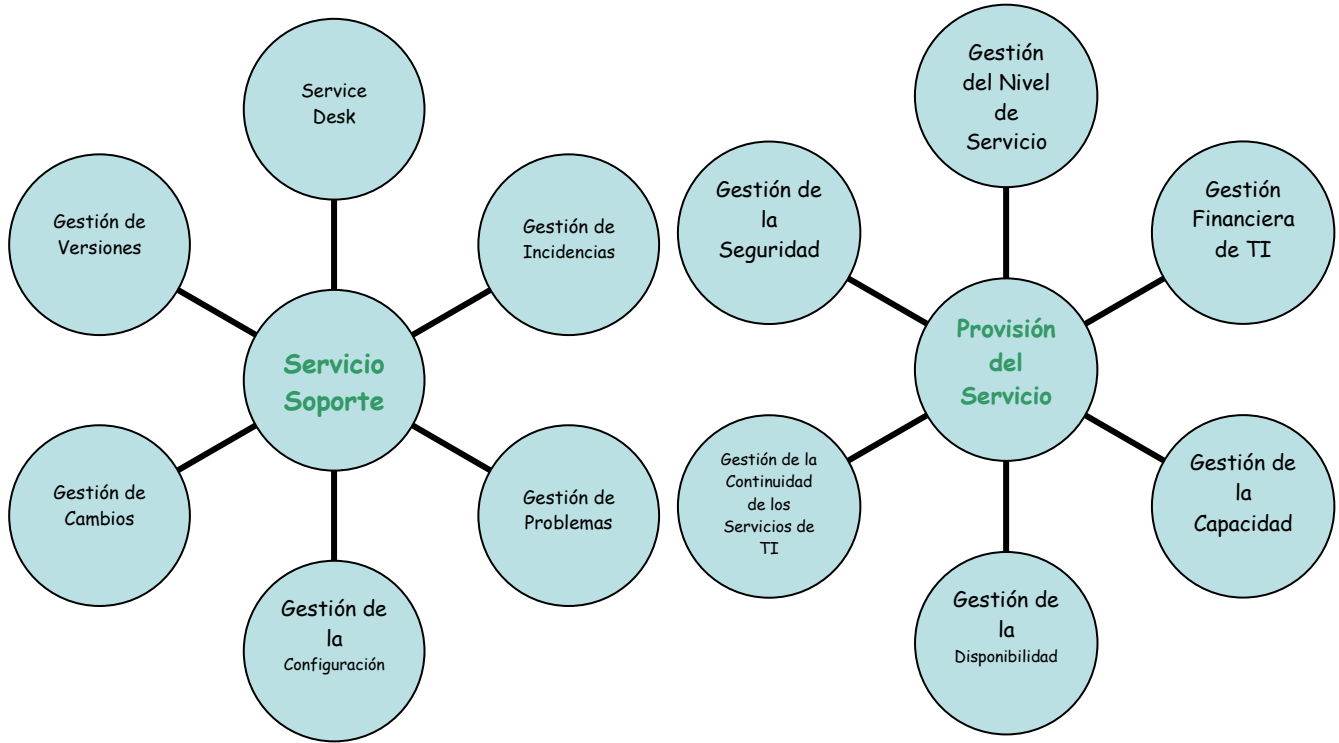 Service
Desk
Gestión de
Incidencias
Gestión de
Problemas
Gestión de
la
Configuración
Gestión de
Cambios
Gestión de
Versiones
Servicio
Soporte
Gestión
del Nivel
de
Servicio
Gestión
Financiera
de TI
Gestión de
la
Capacidad
Gestión de
la
Disponibilidad
Gestión de la
Continuidad
de los
Servicios de
TI
Gestión de
la
Seguridad
Provisión
del
Servicio